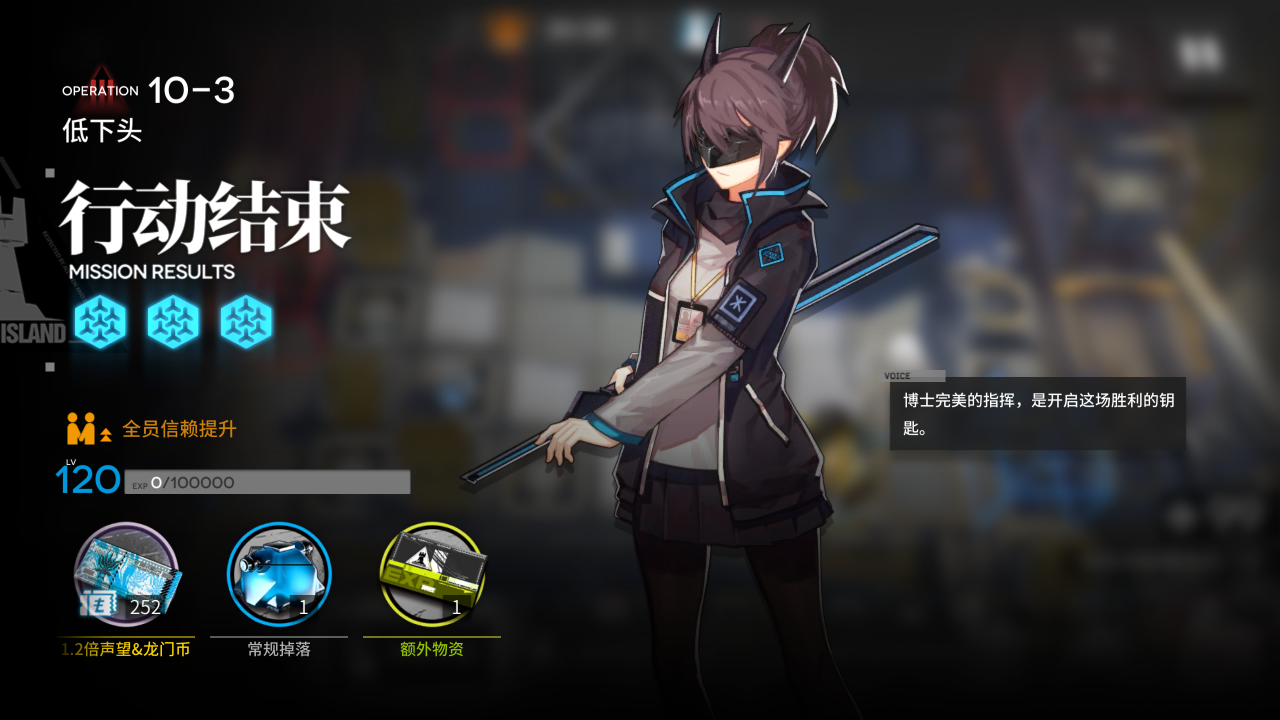 OPERATION 10-3
低下头
行动结束
MISSION RESULTS
ISLAND
全员信赖提升
LV
120
EXP 0/100000
252
1
EXP
1
1.2倍声望&龙门币
常规掉落
额外物资
VOICE
博士完美的指挥，是开启这场胜利的钥
匙。